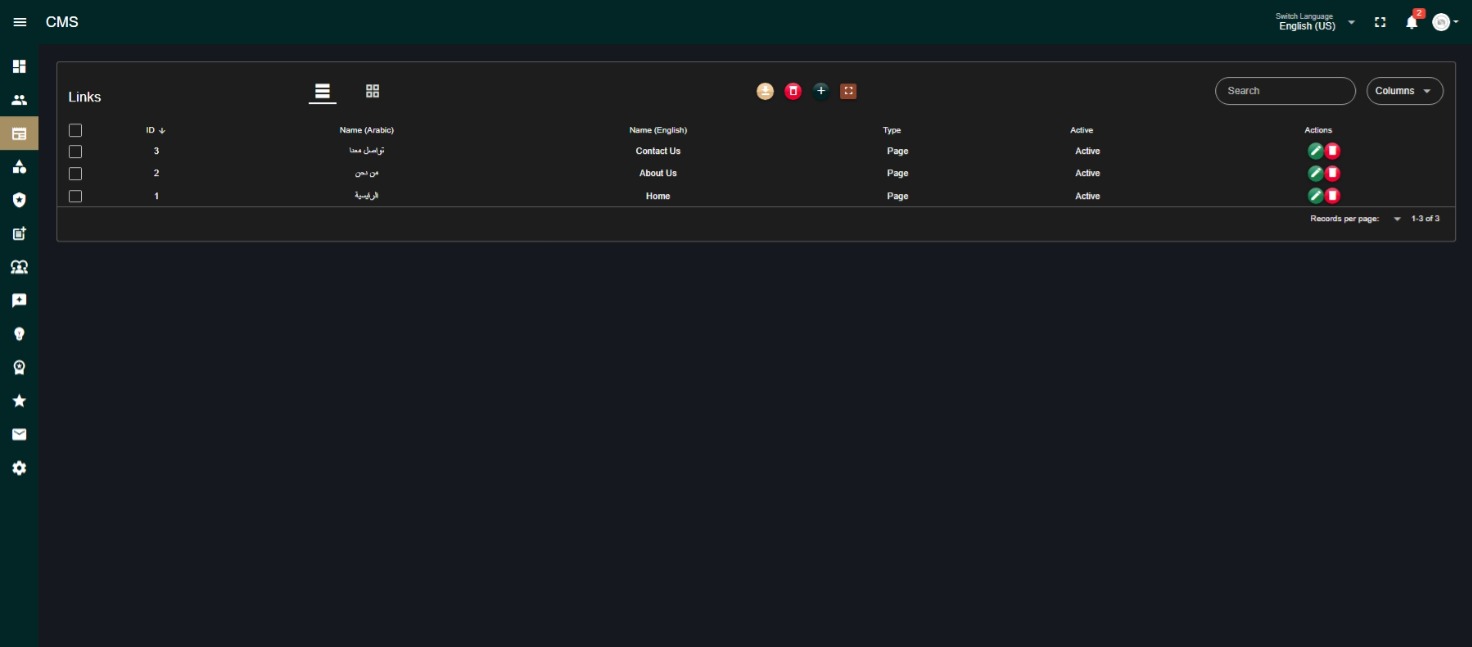 CMS
Switch Language
English (US)
2
Links
Search
Columns
ID Name (Arabic) Name (English) Type Active Actions
3 تواصل معنا Contact Us Page Active
2 من نحن About Us Page Active
1 الرئيسية Home Page Active
Records per page: 1-3 of 3